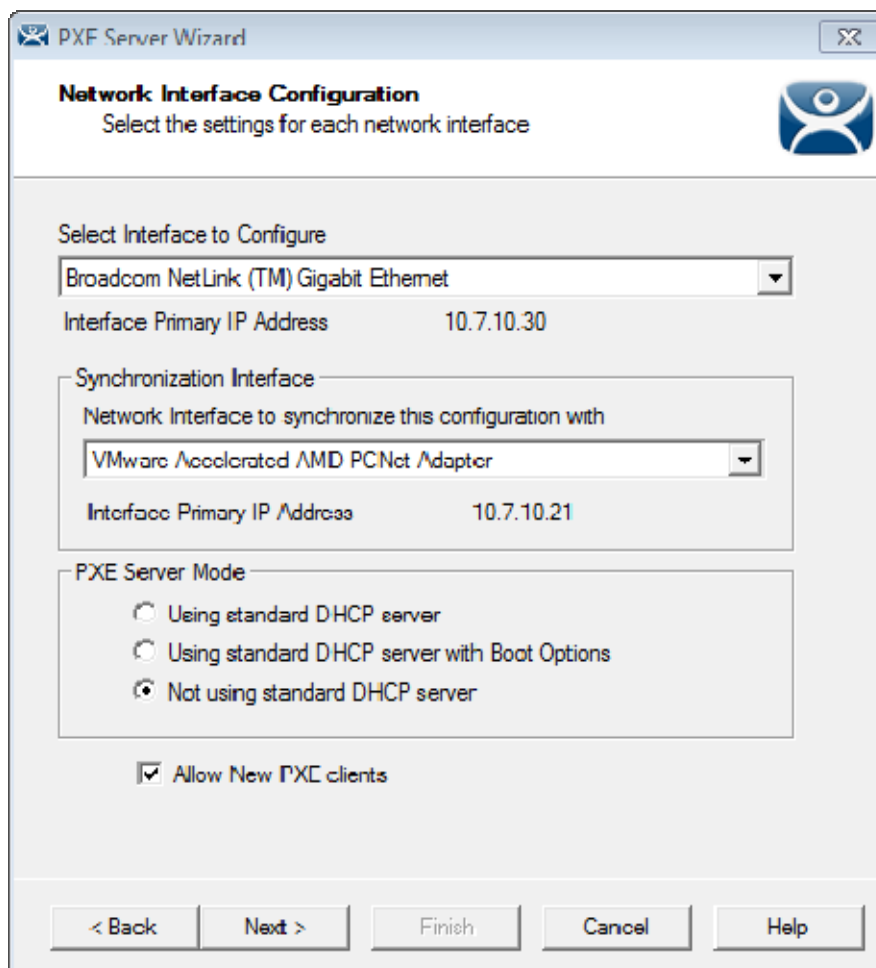 PXE Server Wizard
Network Interface Configuration
Select the settings for each network interface
Select Interface to Configure
Broadcom NetLink (TM) Gigabit Ethernet
Interface Primary IP Address 10.7.10.30
Synchronization Interface
Network Interface to synchronize this configuration with
VMware Accelerated AMD PCNet Adapter
Interface Primary IP Address 10.7.10.21
PXE Server Mode
Using standard DHCP server
Using standard DHCP server with Boot Options
Not using standard DHCP server
Allow New PXE clients
< Back Next > Finish Cancel Help